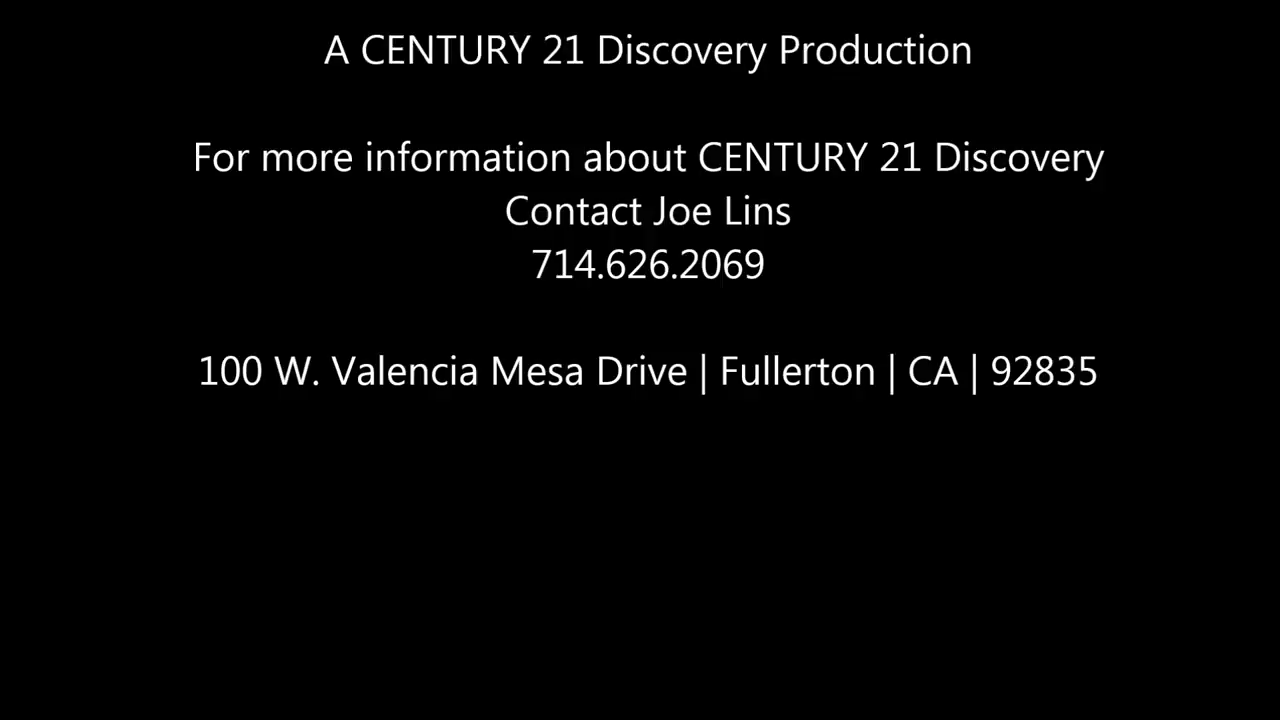 A CENTURY 21 Discovery Production
For more information about CENTURY 21 Discovery
Contact Joe Lins
714.626.2069
100 W. Valencia Mesa Drive | Fullerton | CA | 92835